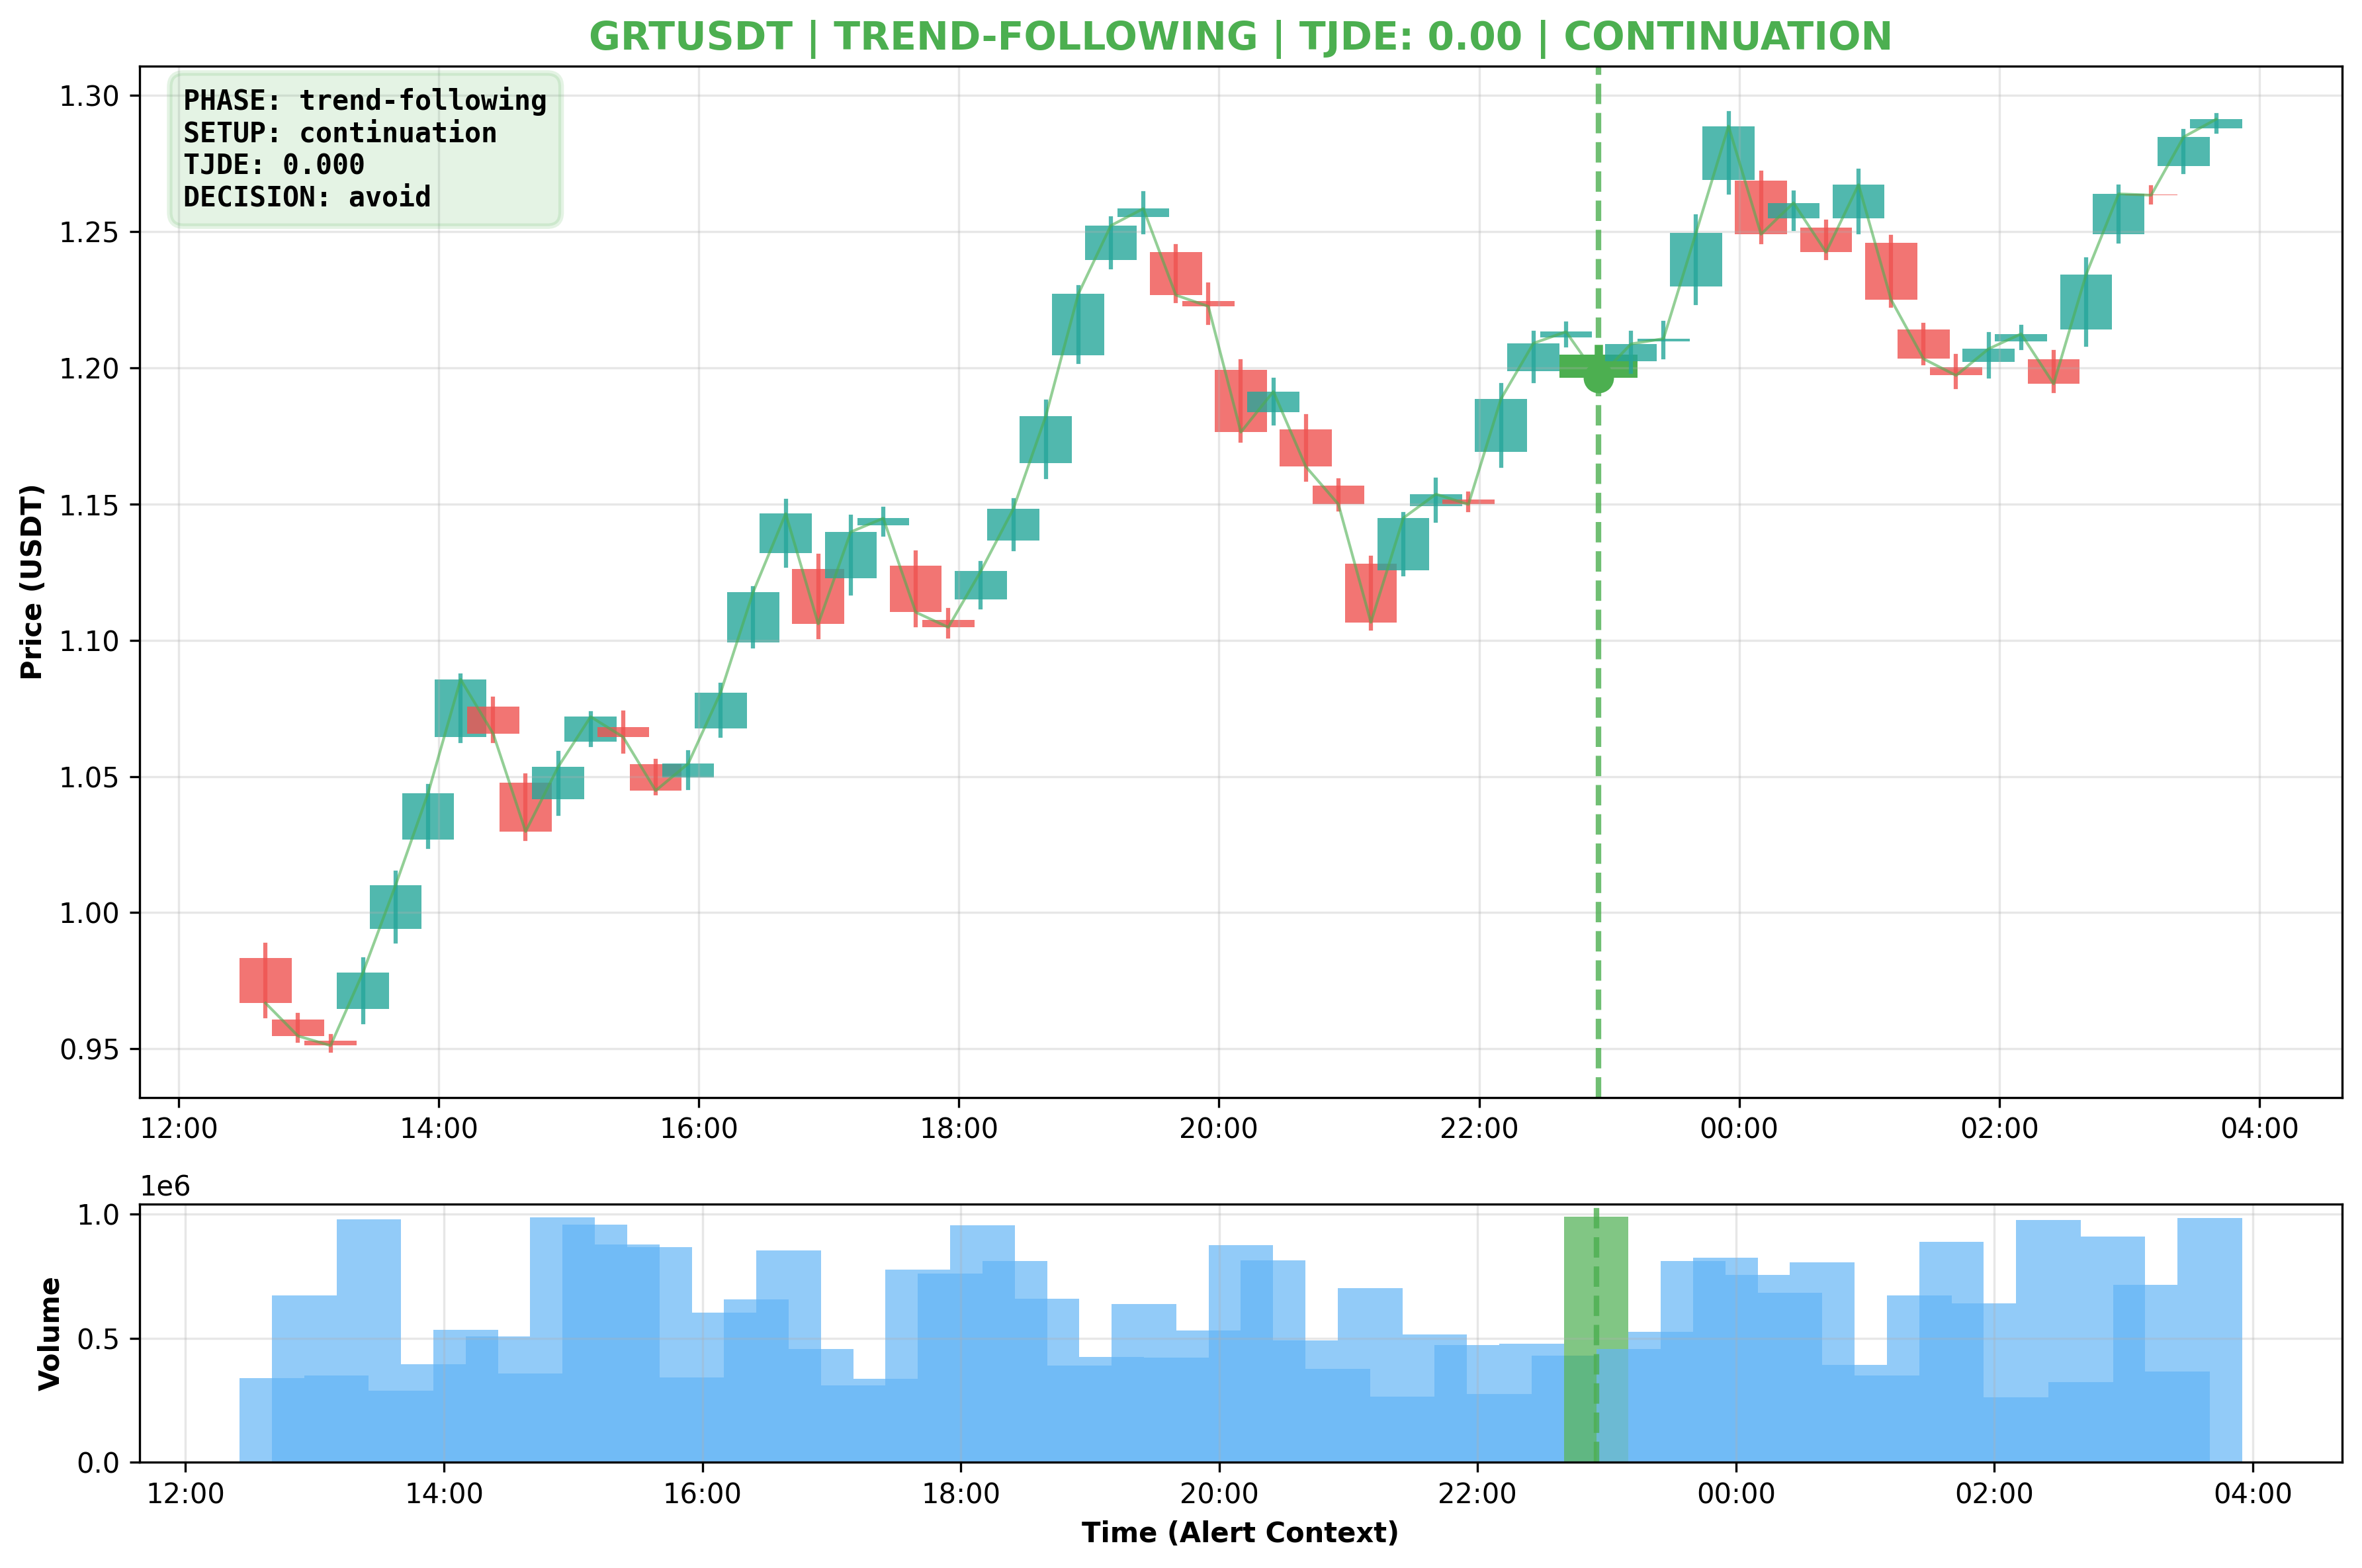 GRTUSDT | TREND-FOLLOWING | TJDE: 0.00 | CONTINUATION
PHASE: trend-following
SETUP: continuation
TJDE: 0.000
DECISION: avoid
1.30
1.25
1.20
1.15
1.10
1.05
1.00
0.95
Price (USDT)
12:00 14:00 16:00 18:00 20:00 22:00 00:00 02:00 04:00
1e6
1.0
0.5
0.0
Volume
12:00 14:00 16:00 18:00 20:00 22:00 00:00 02:00 04:00
Time (Alert Context)